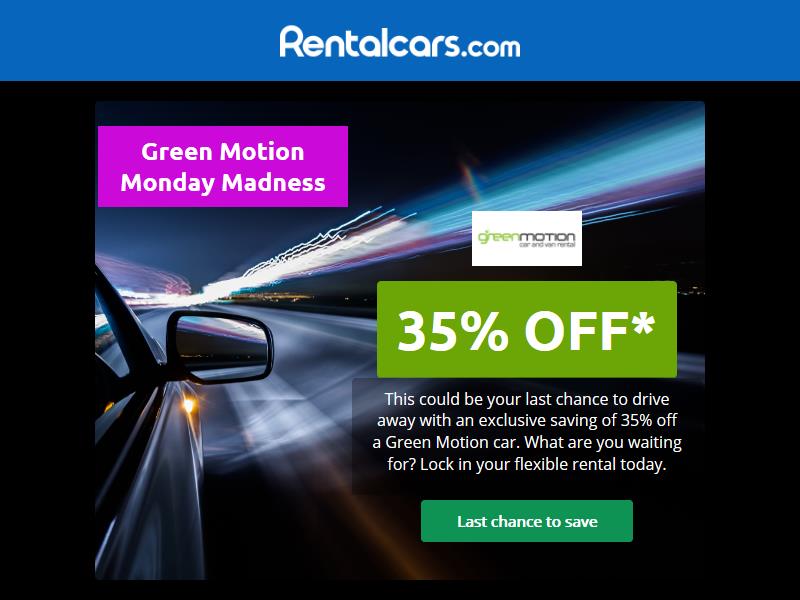 Rentalcars.com
Green Motion
Monday Madness
greenmotion
car and van rental
35% OFF*
This could be your last chance to drive
away with an exclusive saving of 35% off
a Green Motion car. What are you waiting
for? Lock in your flexible rental today.
Last chance to save